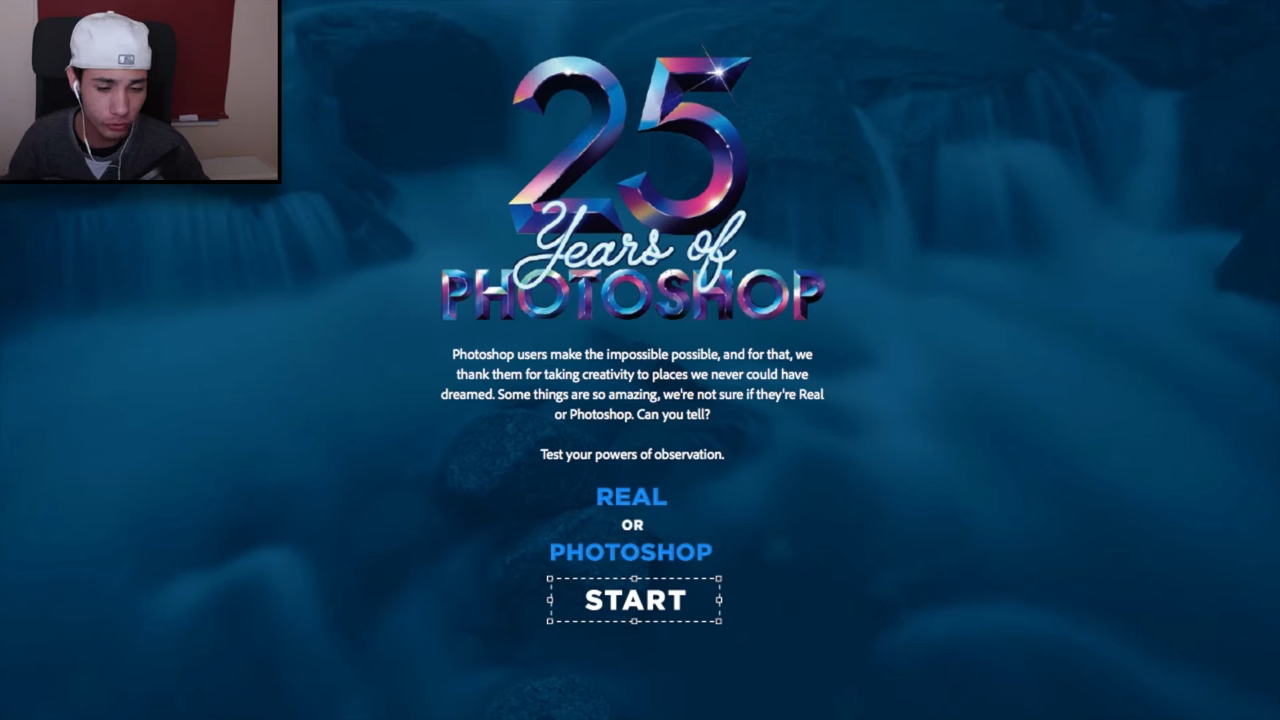 25
Years of
PHOTOSHOP
Photoshop users make the impossible possible, and for that, we
thank them for taking creativity to places we never could have
dreamed. Some things are so amazing, we're not sure if they're Real
or Photoshop. Can you tell?
Test your powers of observation.
REAL
OR
PHOTOSHOP
START